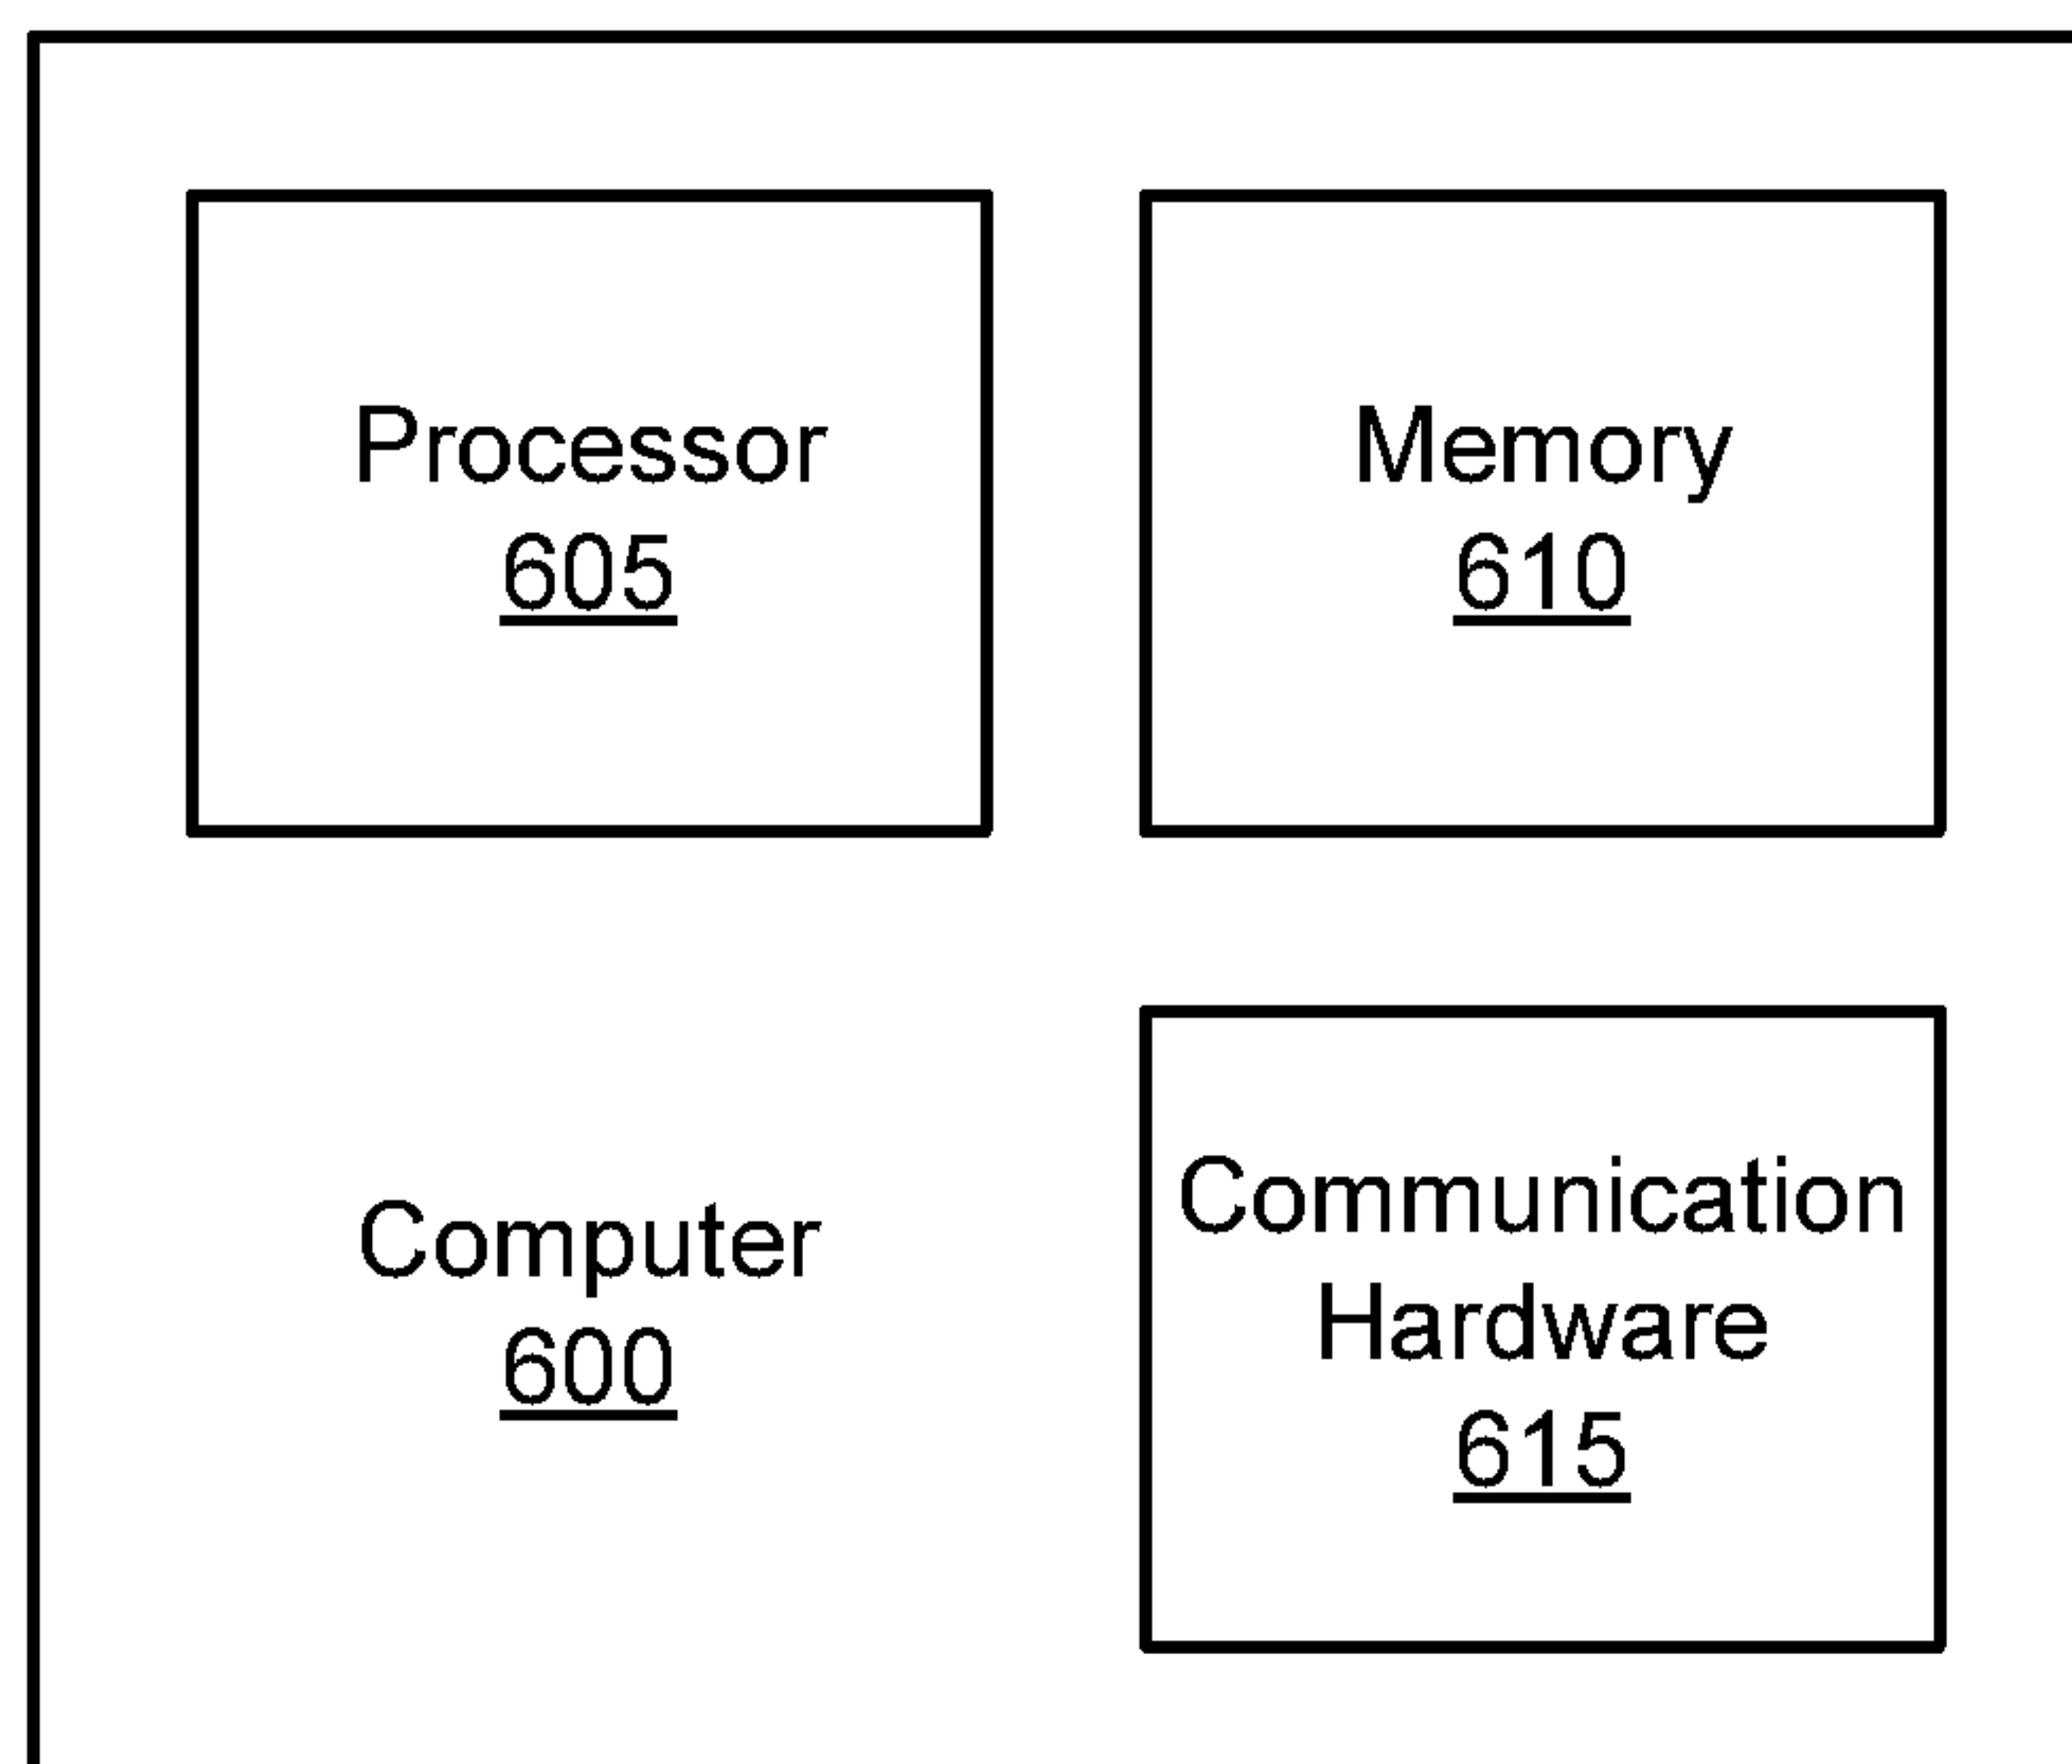 Processor
605
Memory
610
Computer
600
Communication
Hardware
615